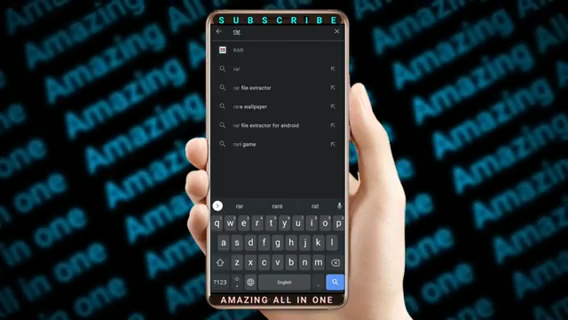 SUBSCRIBE
rar
RAR
rar
rar file extractor
rare wallpaper
rar file extractor for android
rani game
rar rare rat
q w e r t y u i o p
a s d f g h j k l
z x c v b n m
?123 English
AMAZING ALL IN ONE
Amazing All in one